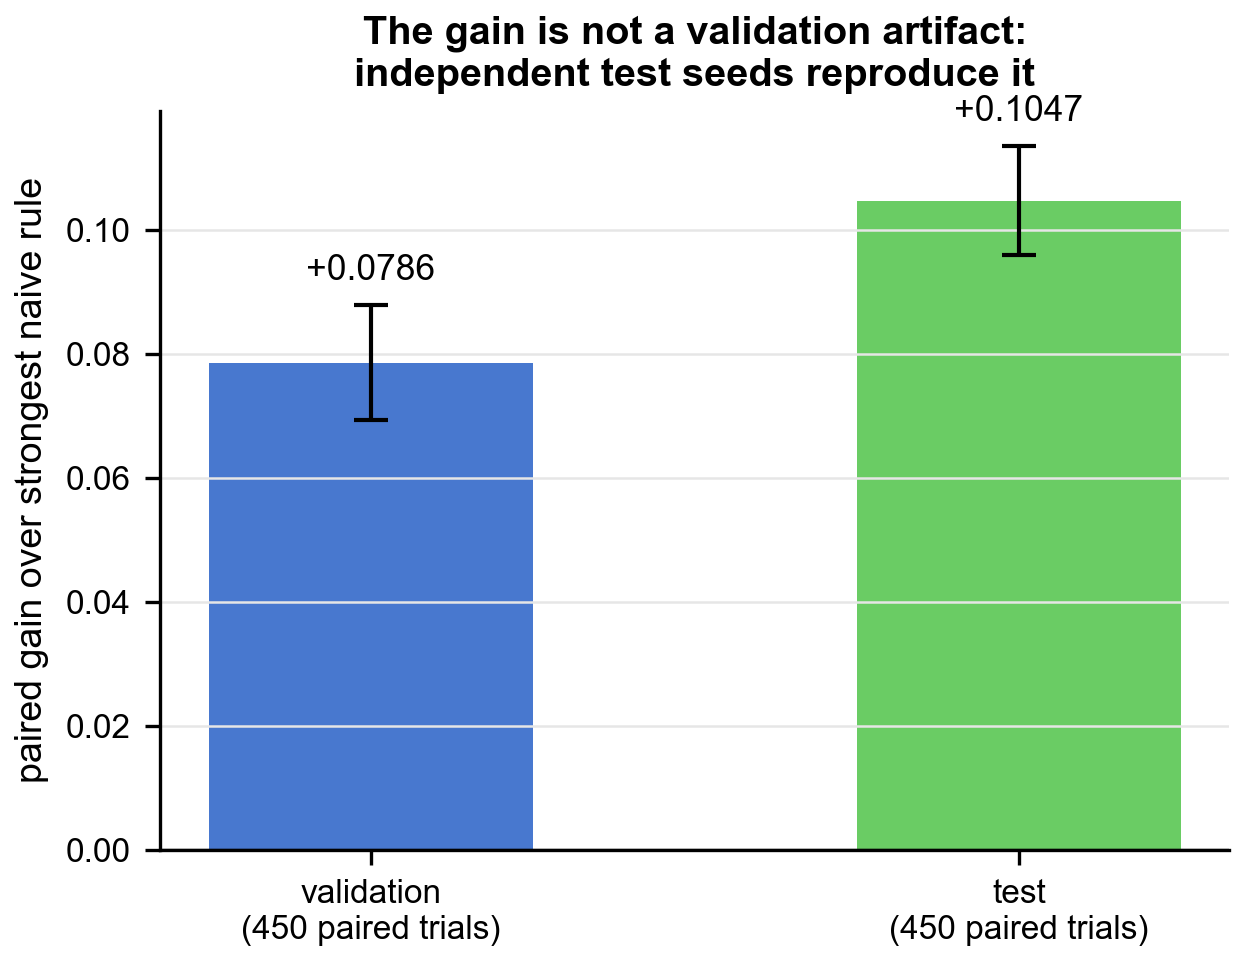 The gain is not a validation artifact:
independent test seeds reproduce it
+0.1047
+0.0786
paired gain over strongest naive rule
0.10
0.08
0.06
0.04
0.02
0.00
validation
(450 paired trials)
test
(450 paired trials)